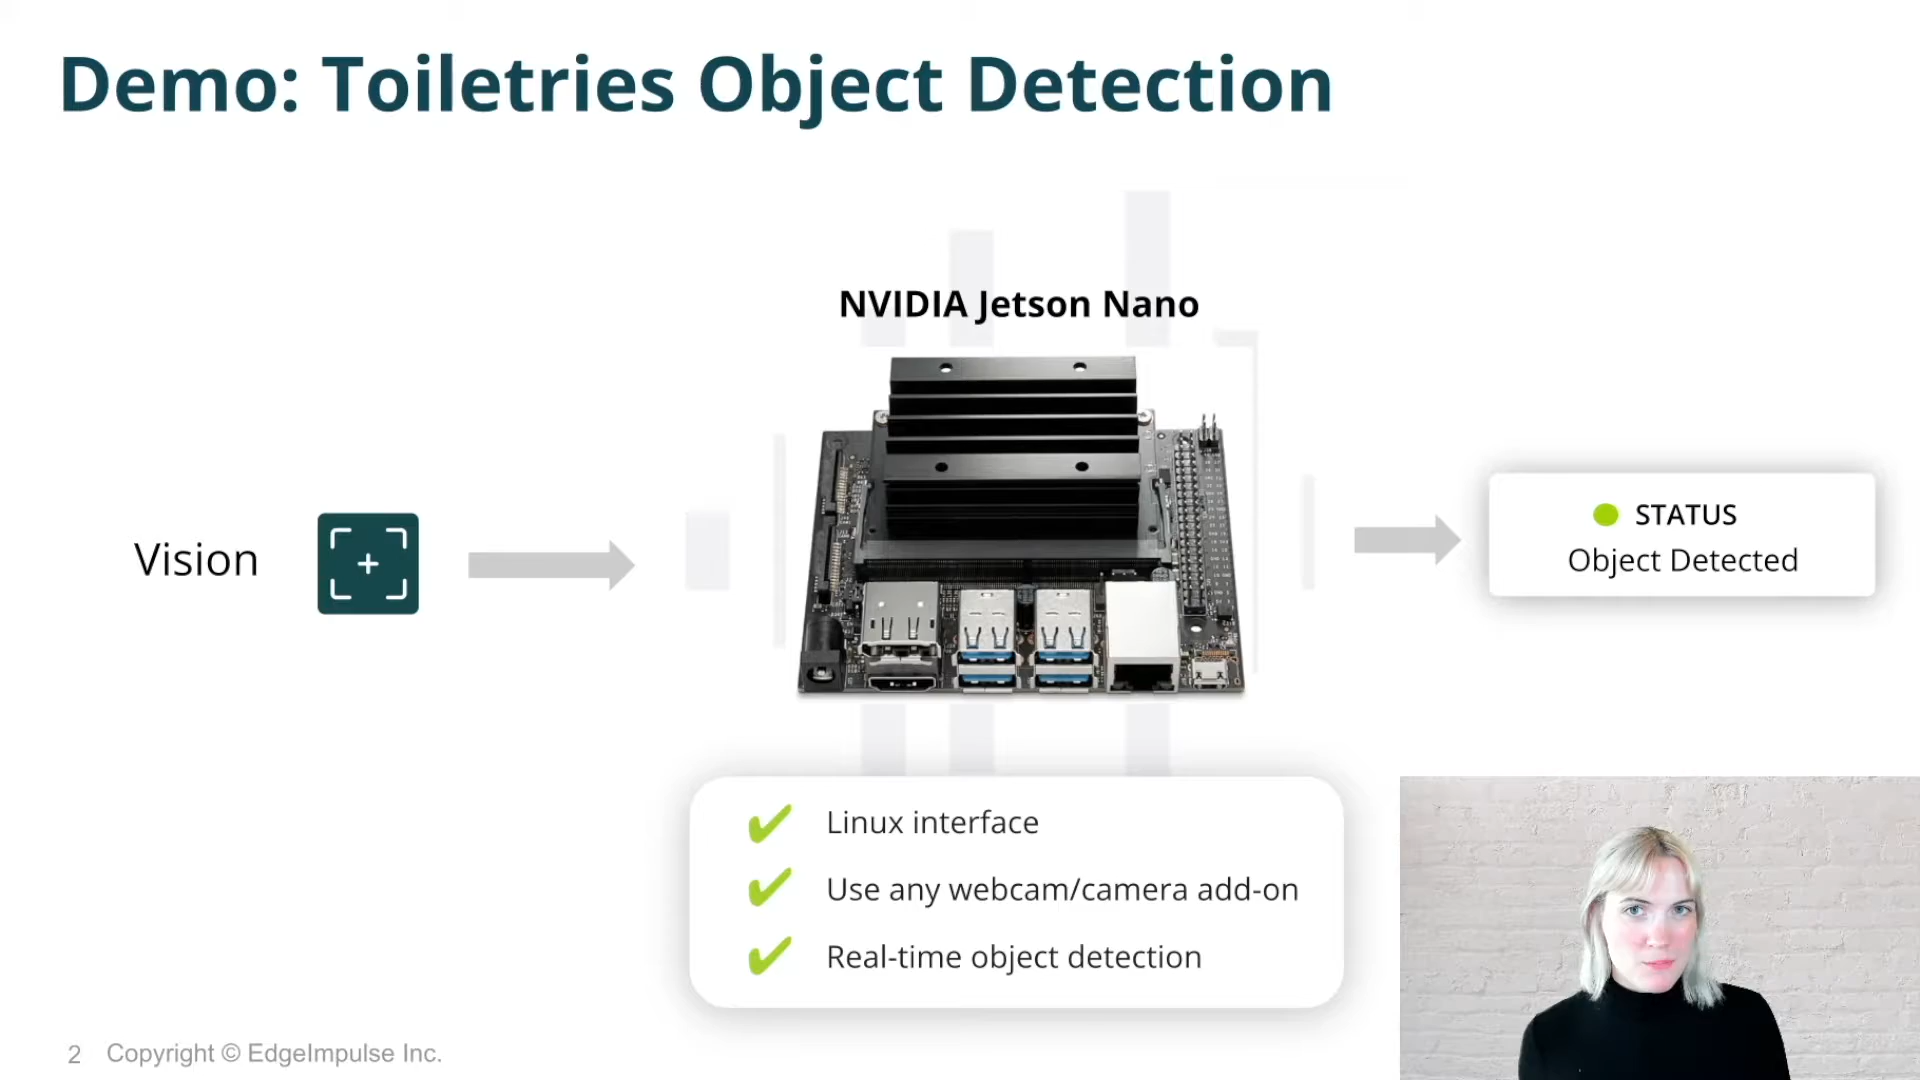 Demo: Toiletries Object Detection
NVIDIA Jetson Nano
Vision
STATUS
Object Detected
Linux interface
Use any webcam/camera add-on
Real-time object detection
2 Copyright © EdgeImpulse Inc.